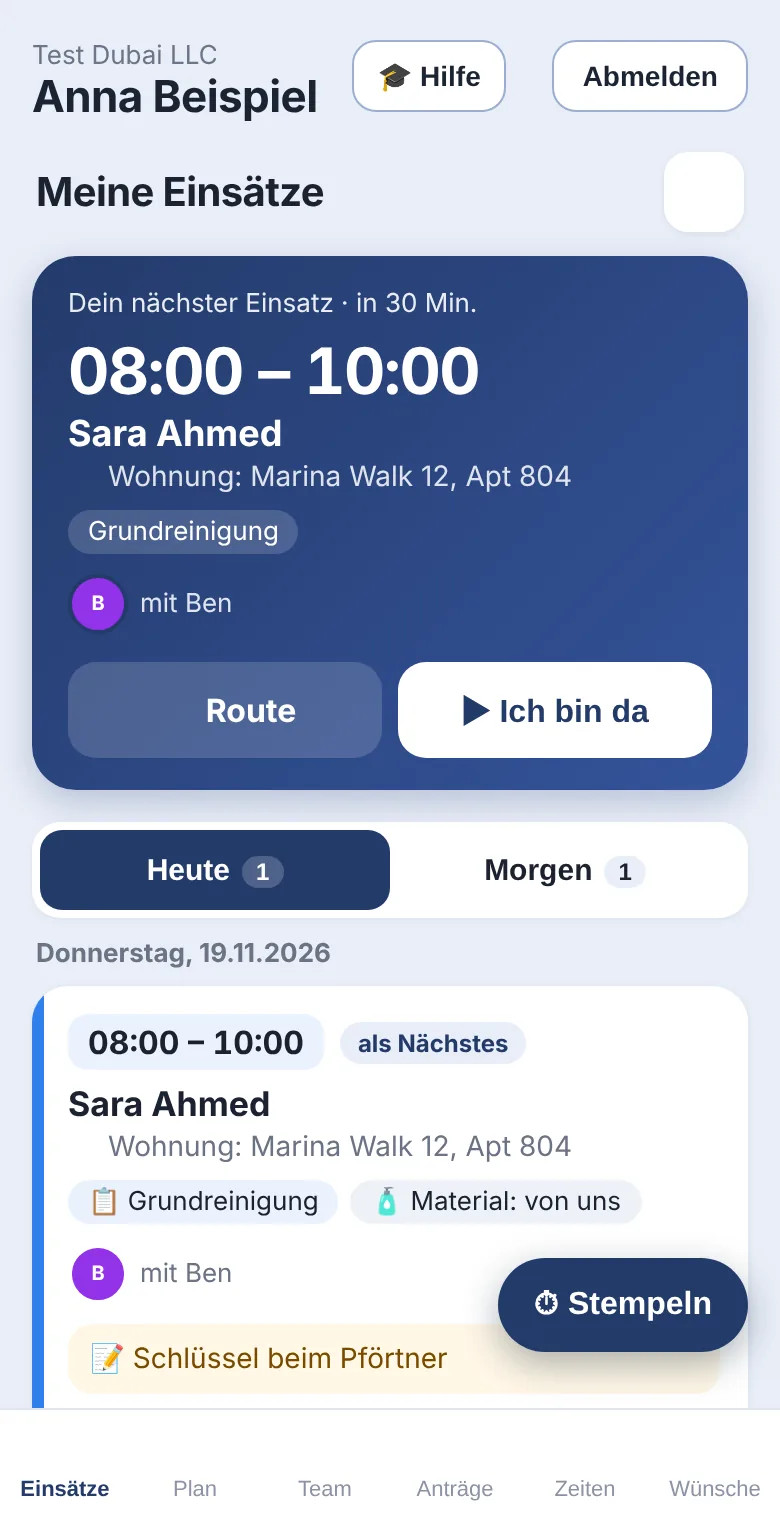 Test Dubai LLC
Anna Beispiel
🎓 Hilfe
Abmelden
Meine Einsätze
Dein nächster Einsatz · in 30 Min.
08:00 – 10:00
Sara Ahmed
Wohnung: Marina Walk 12, Apt 804
Grundreinigung
B mit Ben
Route
▶ Ich bin da
Heute 1
Morgen 1
Donnerstag, 19.11.2026
08:00 – 10:00 als Nächstes
Sara Ahmed
Wohnung: Marina Walk 12, Apt 804
📋 Grundreinigung
🧴 Material: von uns
B mit Ben
⏱ Stempeln
📝 Schlüssel beim Pförtner
Einsätze
Plan
Team
Anträge
Zeiten
Wünsche